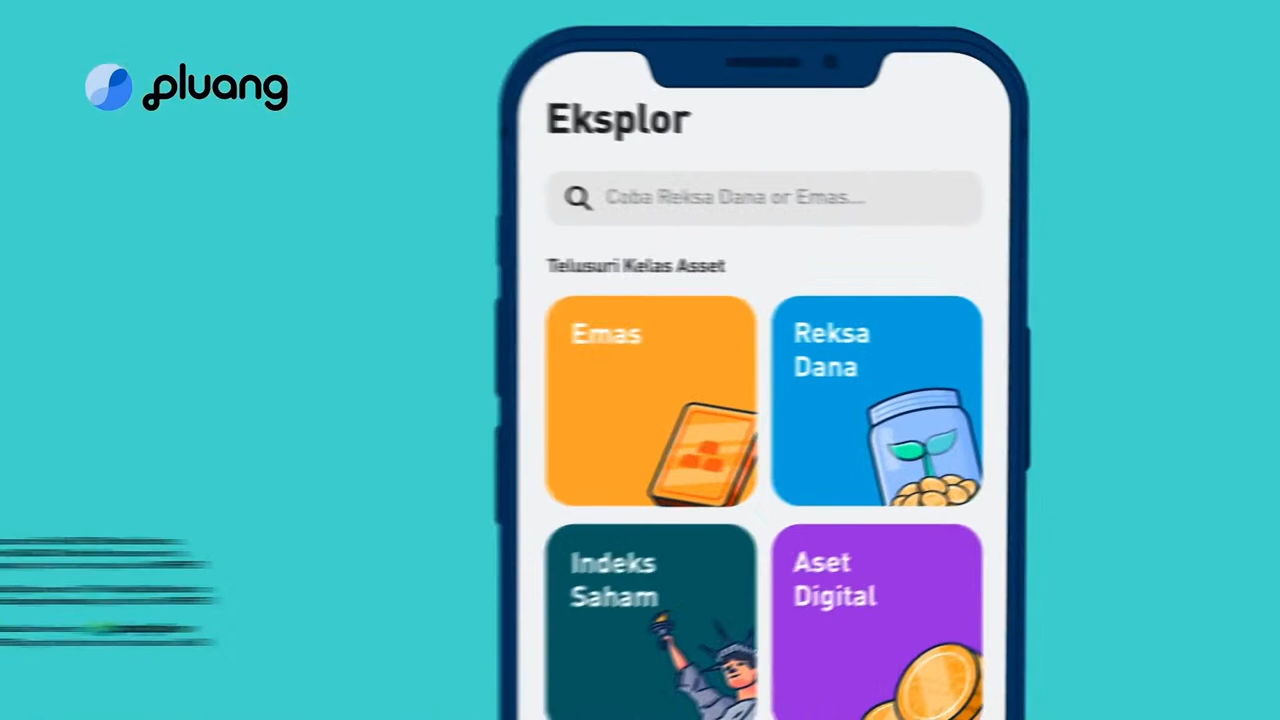 pluang
Eksplor
Coba Reksa Dana or Emas...
Telusuri Kelas Asset
Emas
Reksa
Dana
Indeks
Saham
Aset
Digital